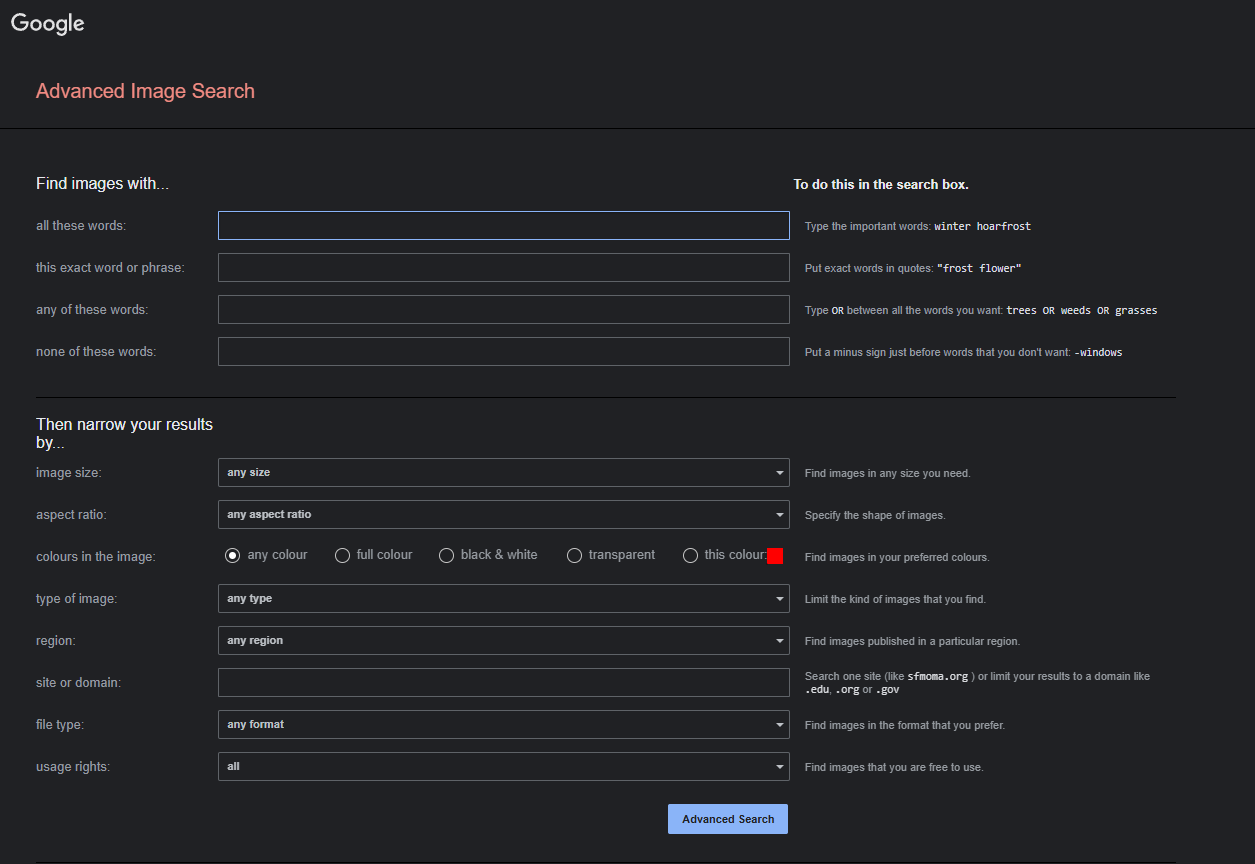 Google
Advanced Image Search
Find images with...
To do this in the search box.
all these words:
Type the important words: winter hoarfrost
this exact word or phrase:
Put exact words in quotes: "frost flower"
any of these words:
Type OR between all the words you want: trees OR weeds OR grasses
none of these words:
Put a minus sign just before words that you don't want: -windows
Then narrow your results
by...
image size:
any size
Find images in any size you need.
aspect ratio:
any aspect ratio
Specify the shape of images.
colours in the image:
any colour
full colour
black & white
transparent
this colour:
Find images in your preferred colours.
type of image:
any type
Limit the kind of images that you find.
region:
any region
Find images published in a particular region.
site or domain:
Search one site (like sfmoma.org ) or limit your results to a domain like
.edu, .org or .gov
file type:
any format
Find images in the format that you prefer.
usage rights:
all
Find images that you are free to use.
Advanced Search